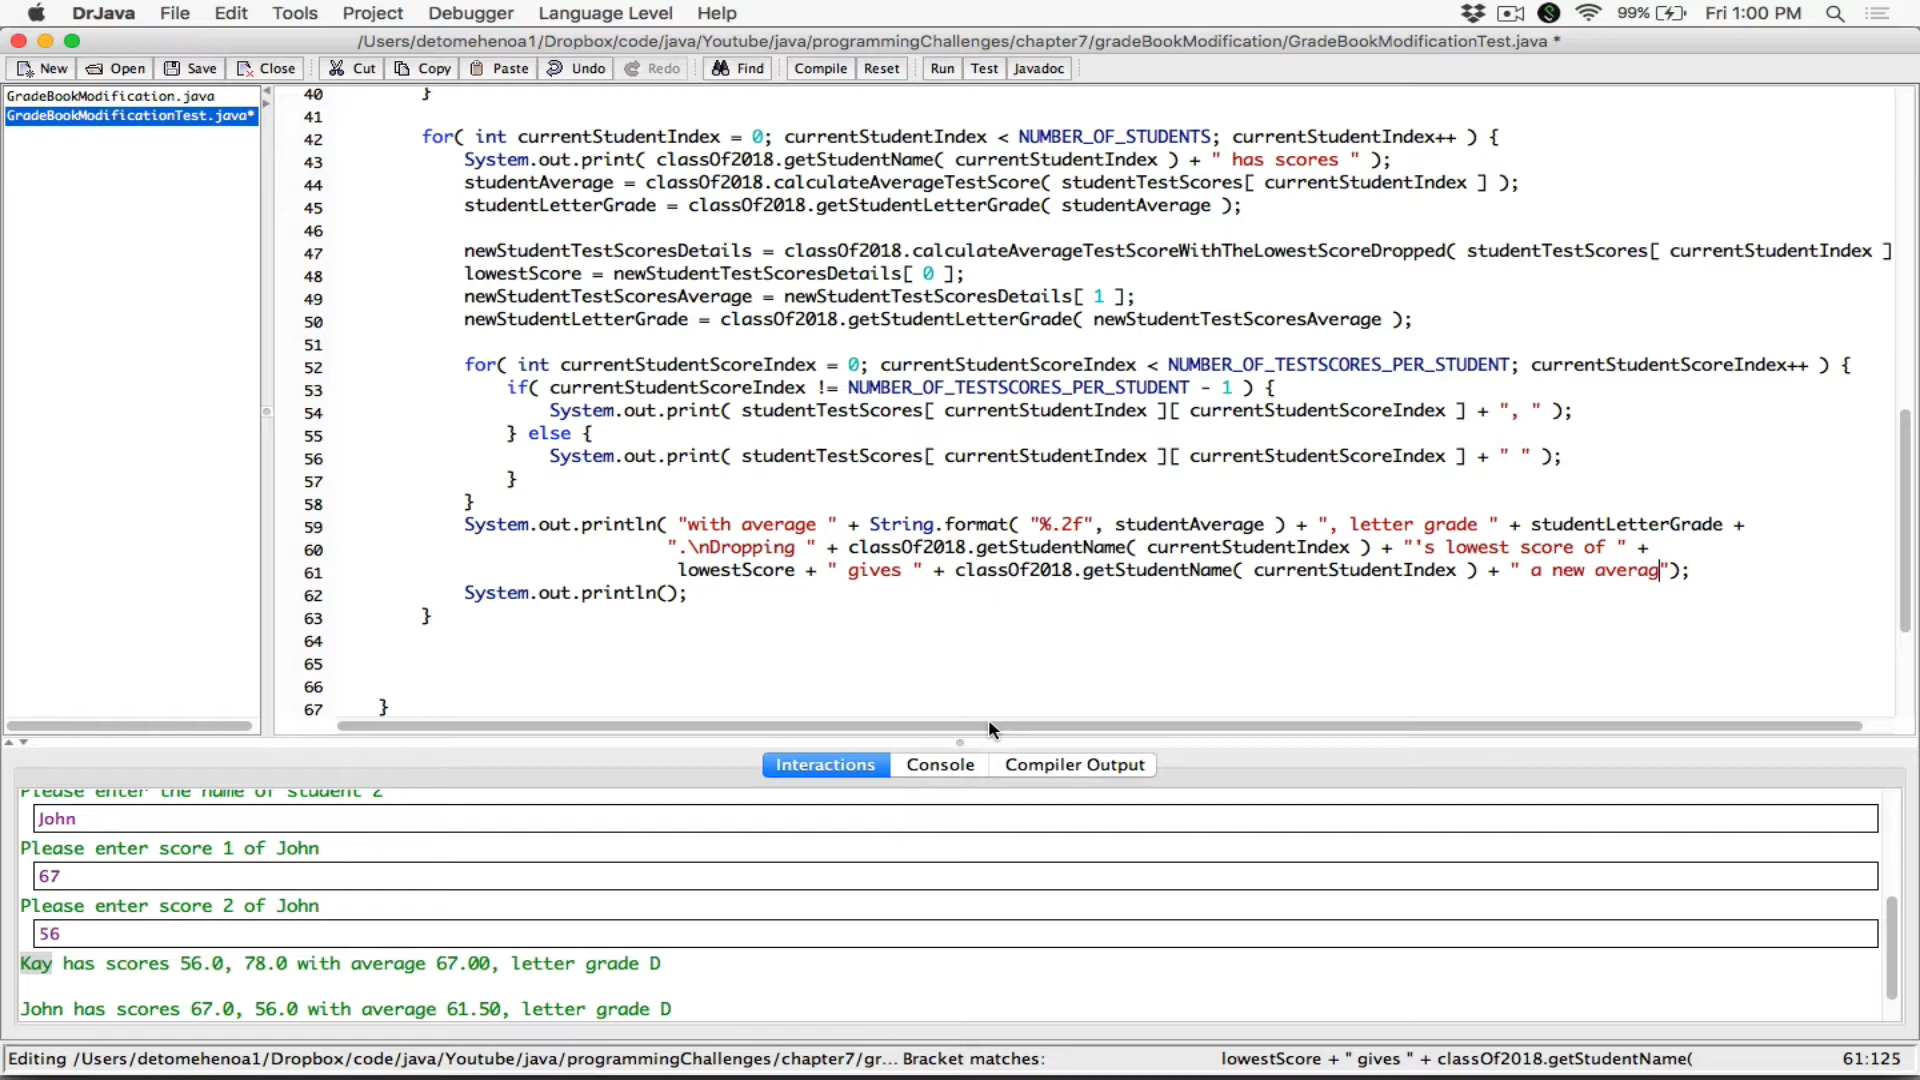 DrJava File Edit Tools Project Debugger Language Level Help 99% Fri 1:00 PM
/Users/detomehenoa1/Dropbox/code/java/Youtube/java/programmingChallenges/chapter7/gradeBookModification/GradeBookModificationTest.java *
New Open Save Close Cut Copy Paste Undo Redo Find Compile Reset Run Test Javadoc
GradeBookModification.java
GradeBookModificationTest.java*
40 }
41
42 for( int currentStudentIndex = 0; currentStudentIndex < NUMBER_OF_STUDENTS; currentStudentIndex++ ) {
43 System.out.print( classOf2018.getStudentName( currentStudentIndex ) + " has scores " );
44 studentAverage = classOf2018.calculateAverageTestScore( studentTestScores[ currentStudentIndex ] );
45 studentLetterGrade = classOf2018.getStudentLetterGrade( studentAverage );
46
47 newStudentTestScoresDetails = classOf2018.calculateAverageTestScoreWithTheLowestScoreDropped( studentTestScores[ currentStudentIndex ]
48 lowestScore = newStudentTestScoresDetails[ 0 ];
49 newStudentTestScoresAverage = newStudentTestScoresDetails[ 1 ];
50 newStudentLetterGrade = classOf2018.getStudentLetterGrade( newStudentTestScoresAverage );
51
52 for( int currentStudentScoreIndex = 0; currentStudentScoreIndex < NUMBER_OF_TESTSCORES_PER_STUDENT; currentStudentScoreIndex++ ) {
53 if( currentStudentScoreIndex != NUMBER_OF_TESTSCORES_PER_STUDENT - 1 ) {
54 System.out.print( studentTestScores[ currentStudentIndex ][ currentStudentScoreIndex ] + ", " );
55 } else {
56 System.out.print( studentTestScores[ currentStudentIndex ][ currentStudentScoreIndex ] + " " );
57 }
58 }
59 System.out.println( "with average " + String.format( "%.2f", studentAverage ) + ", letter grade " + studentLetterGrade +
60 ".\nDropping " + classOf2018.getStudentName( currentStudentIndex ) + "'s lowest score of " +
61 lowestScore + " gives " + classOf2018.getStudentName( currentStudentIndex ) + " a new averag");
62 System.out.println();
63 }
64
65
66
67 }
Interactions Console Compiler Output
Please enter the name of student 2
John
Please enter score 1 of John
67
Please enter score 2 of John
56
Kay has scores 56.0, 78.0 with average 67.00, letter grade D
John has scores 67.0, 56.0 with average 61.50, letter grade D
Editing /Users/detomehenoa1/Dropbox/code/java/Youtube/java/programmingChallenges/chapter7/gr... Bracket matches: lowestScore + " gives " + classOf2018.getStudentName( 61:125